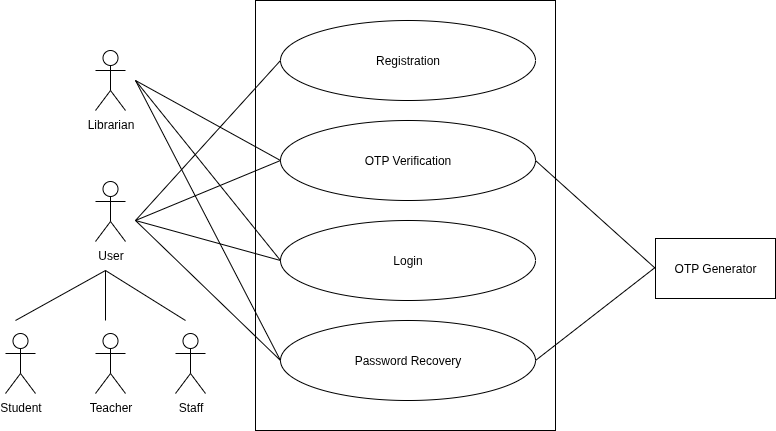 Registration
Librarian
OTP Verification
User
Login
OTP Generator
Password Recovery
Student
Teacher
Staff